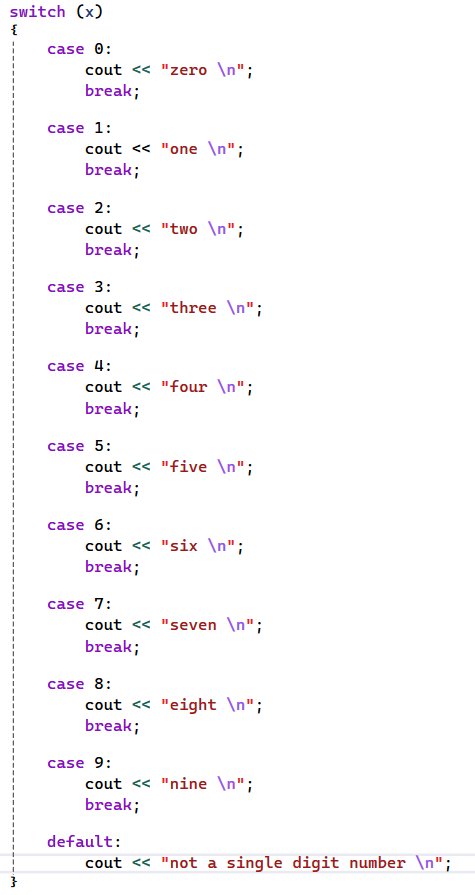 switch (x)
{
    case 0:
        cout << "zero \n";
        break;

    case 1:
        cout << "one \n";
        break;

    case 2:
        cout << "two \n";
        break;

    case 3:
        cout << "three \n";
        break;

    case 4:
        cout << "four \n";
        break;

    case 5:
        cout << "five \n";
        break;

    case 6:
        cout << "six \n";
        break;

    case 7:
        cout << "seven \n";
        break;

    case 8:
        cout << "eight \n";
        break;

    case 9:
        cout << "nine \n";
        break;

    default:
        cout << "not a single digit number \n";
}